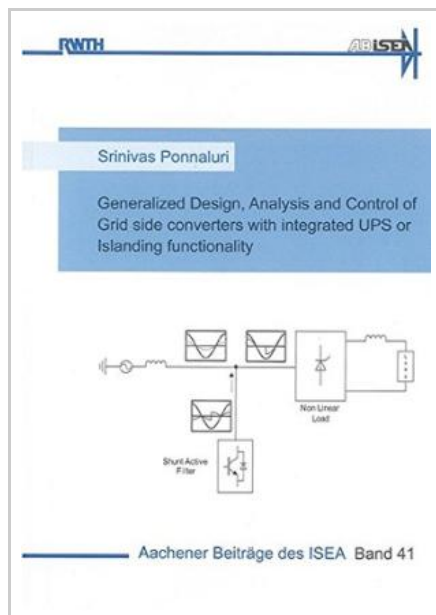 RWTH
ABISEA
Srinivas Ponnaluri
Generalized Design, Analysis and Control of
Grid side converters with integrated UPS or
Islanding functionality
Non Linear
Load
Shunt Active
Filter
Aachener Beiträge des ISEA Band 41